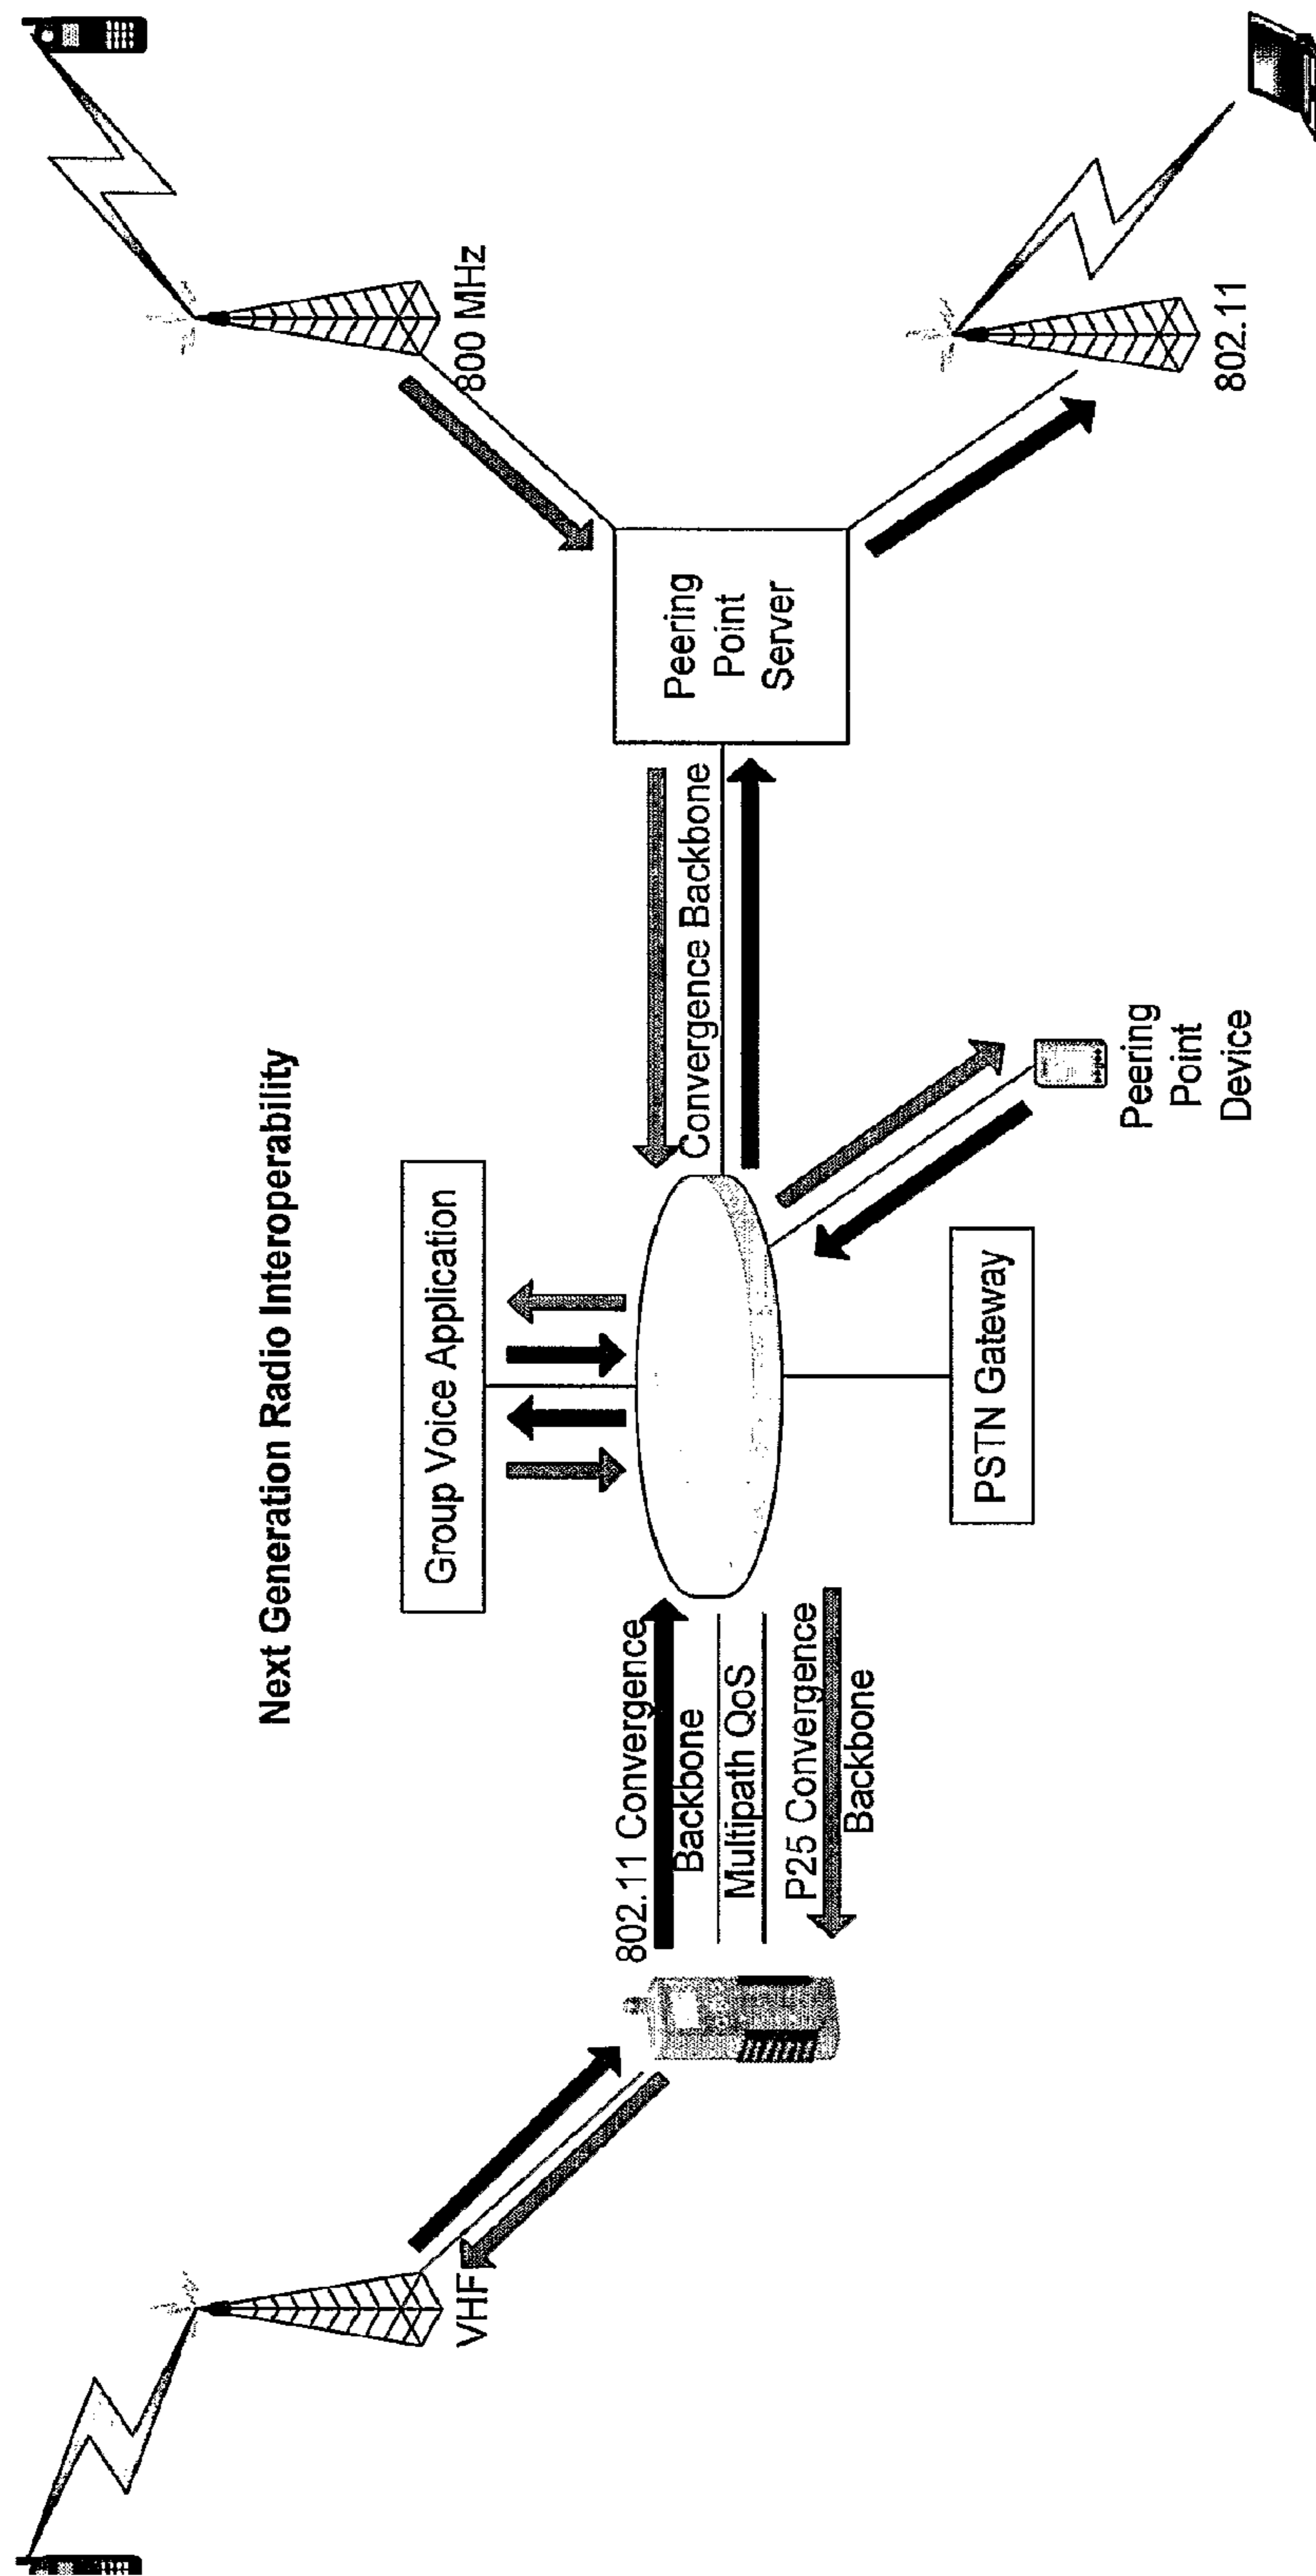 Next Generation Radio Interoperability
Group Voice Application
800 MHz
VHF
802.11 Convergence
Backbone
Multipath QoS
P25 Convergence
Backbone
Convergence Backbone
Peering
Point
Server
PSTN Gateway
Peering
Point
Device
802.11